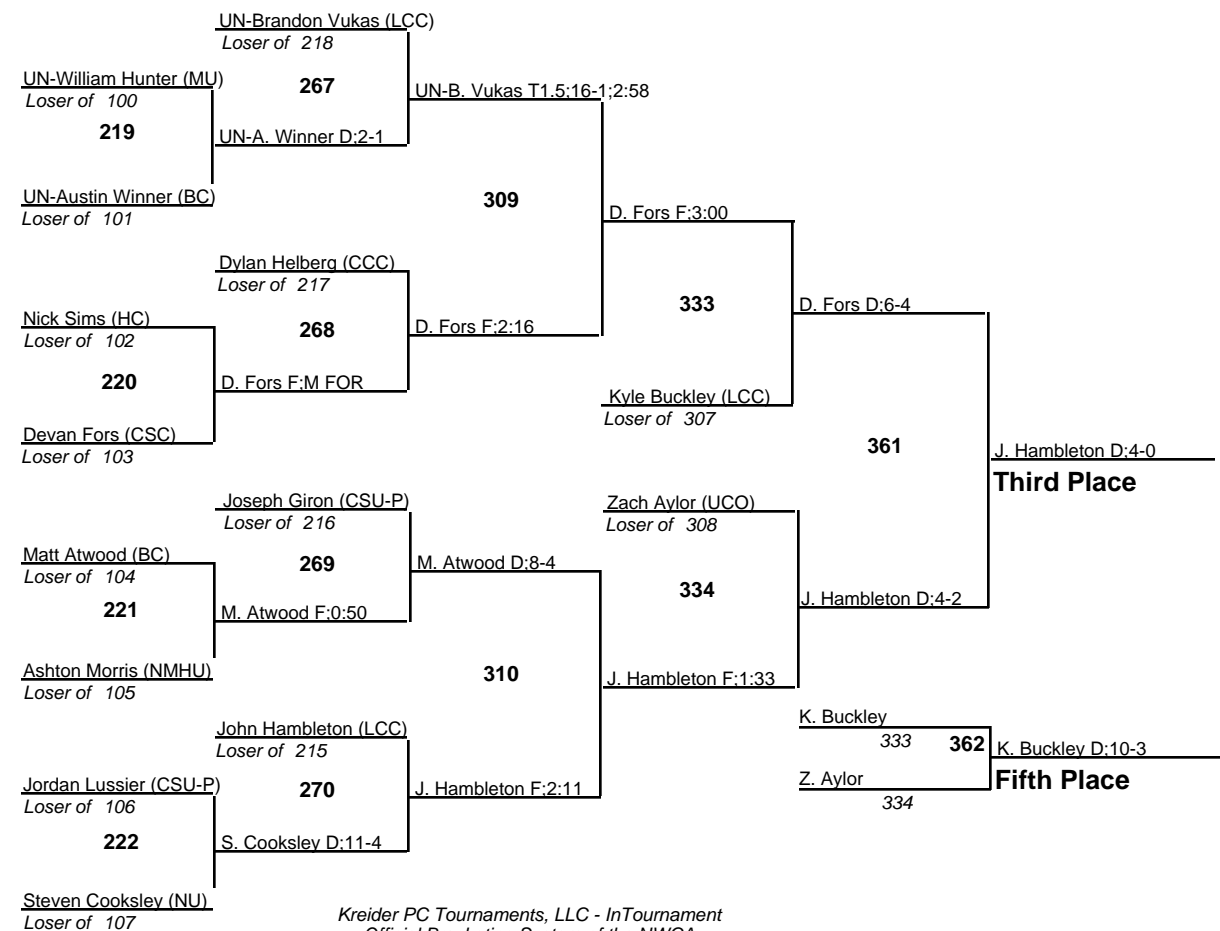 UN-Brandon Vukas (LCC)
Loser of 218
UN-William Hunter (MU)
Loser of 100
267
UN-B. Vukas T1.5;16-1;2:58
219
UN-A. Winner D;2-1
UN-Austin Winner (BC)
Loser of 101
309
D. Fors F;3:00
Dylan Helberg (CCC)
Loser of 217
Nick Sims (HC)
Loser of 102
268
D. Fors F;2:16
333
D. Fors D;6-4
220
D. Fors F;M FOR
Kyle Buckley (LCC)
Loser of 307
Devan Fors (CSC)
Loser of 103
361
J. Hambleton D;4-0
Third Place
Joseph Giron (CSU-P)
Loser of 216
Zach Aylor (UCO)
Loser of 308
Matt Atwood (BC)
Loser of 104
269
M. Atwood D;8-4
334
J. Hambleton D;4-2
221
M. Atwood F;0:50
Ashton Morris (NMHU)
Loser of 105
310
J. Hambleton F;1:33
John Hambleton (LCC)
Loser of 215
K. Buckley
333
362
K. Buckley D;10-3
Fifth Place
Z. Aylor
334
Jordan Lussier (CSU-P)
Loser of 106
270
J. Hambleton F;2:11
222
S. Cooksley D;11-4
Steven Cooksley (NU)
Loser of 107
Kreider PC Tournaments, LLC - InTournament